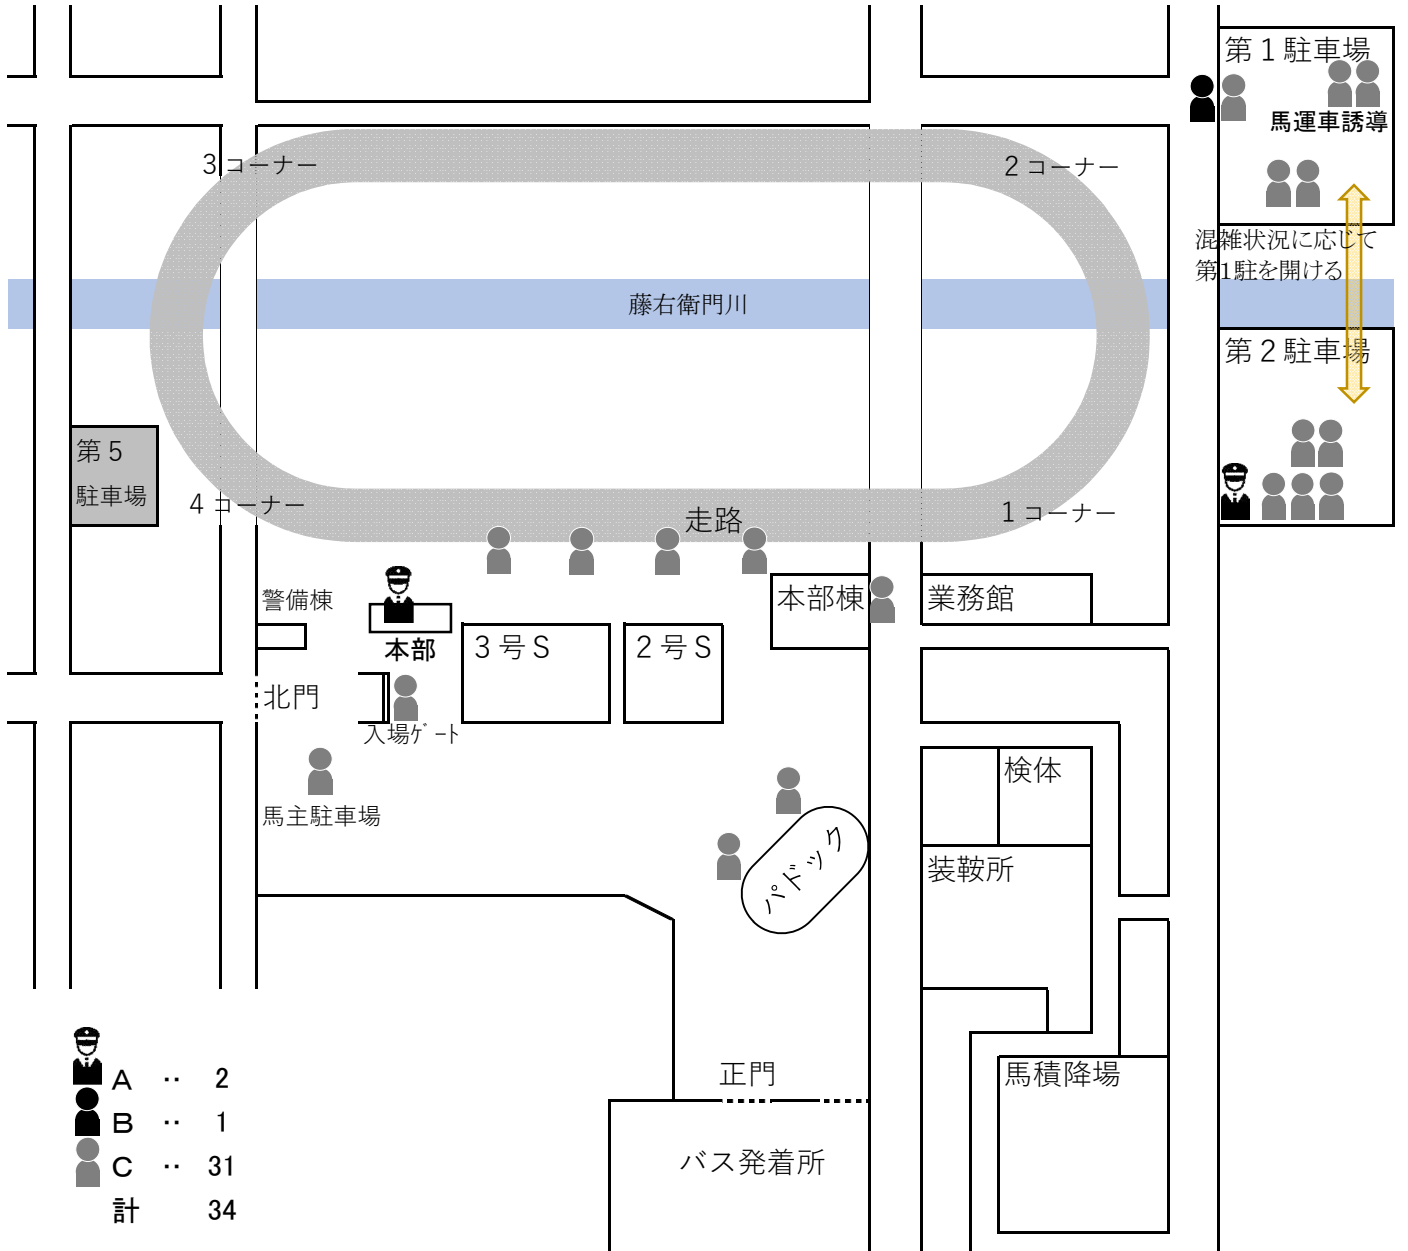 第１駐車場
馬運車誘導
３コーナー
２コーナー
混雑状況に応じて
第1駐を開ける
藤右衛門川
第２駐車場
第５
駐車場
４コーナー
走路
１コーナー
警備棟
本部
３号Ｓ
２号Ｓ
本部棟
業務館
北門
入場ｹﾞｰﾄ
馬主駐車場
検体
パドック
装鞍所
正門
馬積降場
バス発着所
Ａ ‥ 2
Ｂ ‥ 1
Ｃ ‥ 31
計 34